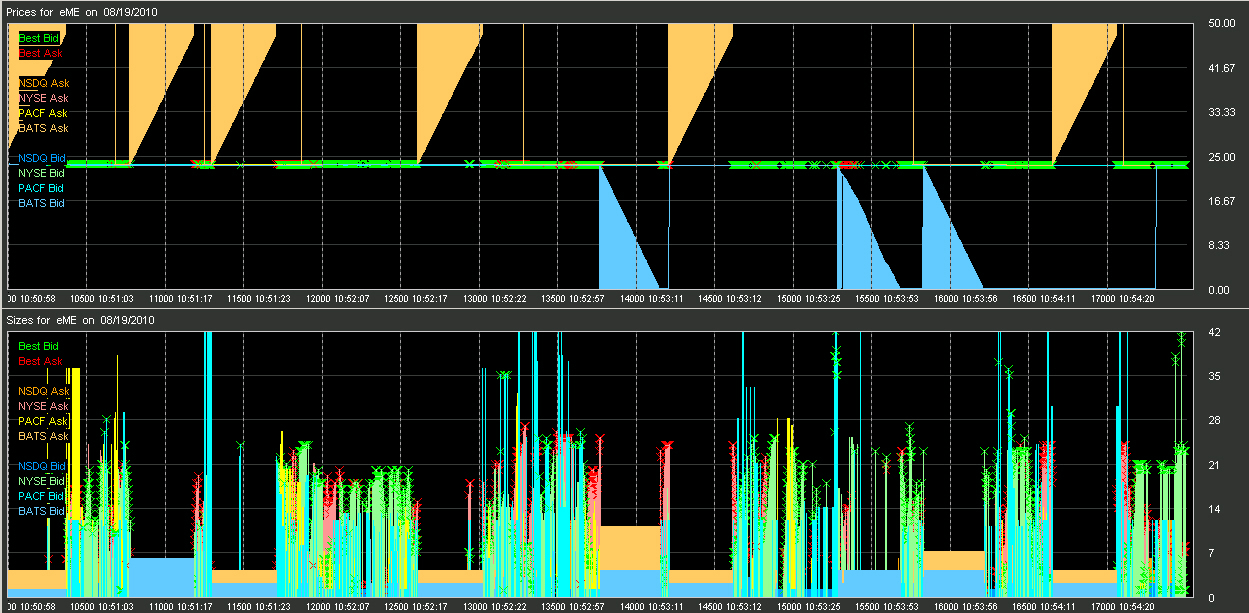 Prices for eME on 08/19/2010
50.00
Best Bid
Best Ask
41.67
NSDQ Ask
NYSE Ask
33.33
PACF Ask
BATS Ask
25.00
NSDQ Bid
NYSE Bid
PACF Bid
16.67
BATS Bid
8.33
0.00
00 10:50:58 10500 10:51:03 11000 10:51:17 11500 10:51:23 12000 10:52:07 12500 10:52:17 13000 10:52:22 13500 10:52:57 14000 10:53:11 14500 10:53:12 15000 10:53:25 15500 10:53:53 16000 10:53:56 16500 10:54:11 17000 10:54:20
Sizes for eME on 08/19/2010
42
Best Bid
Best Ask
35
NSDQ Ask
NYSE Ask
28
PACF Ask
BATS Ask
21
NSDQ Bid
NYSE Bid
PACF Bid
14
BATS Bid
7
0
00 10:50:58 10500 10:51:03 11000 10:51:17 11500 10:51:23 12000 10:52:07 12500 10:52:17 13000 10:52:22 13500 10:52:57 14000 10:53:11 14500 10:53:12 15000 10:53:25 15500 10:53:53 16000 10:53:56 16500 10:54:11 17000 10:54:20